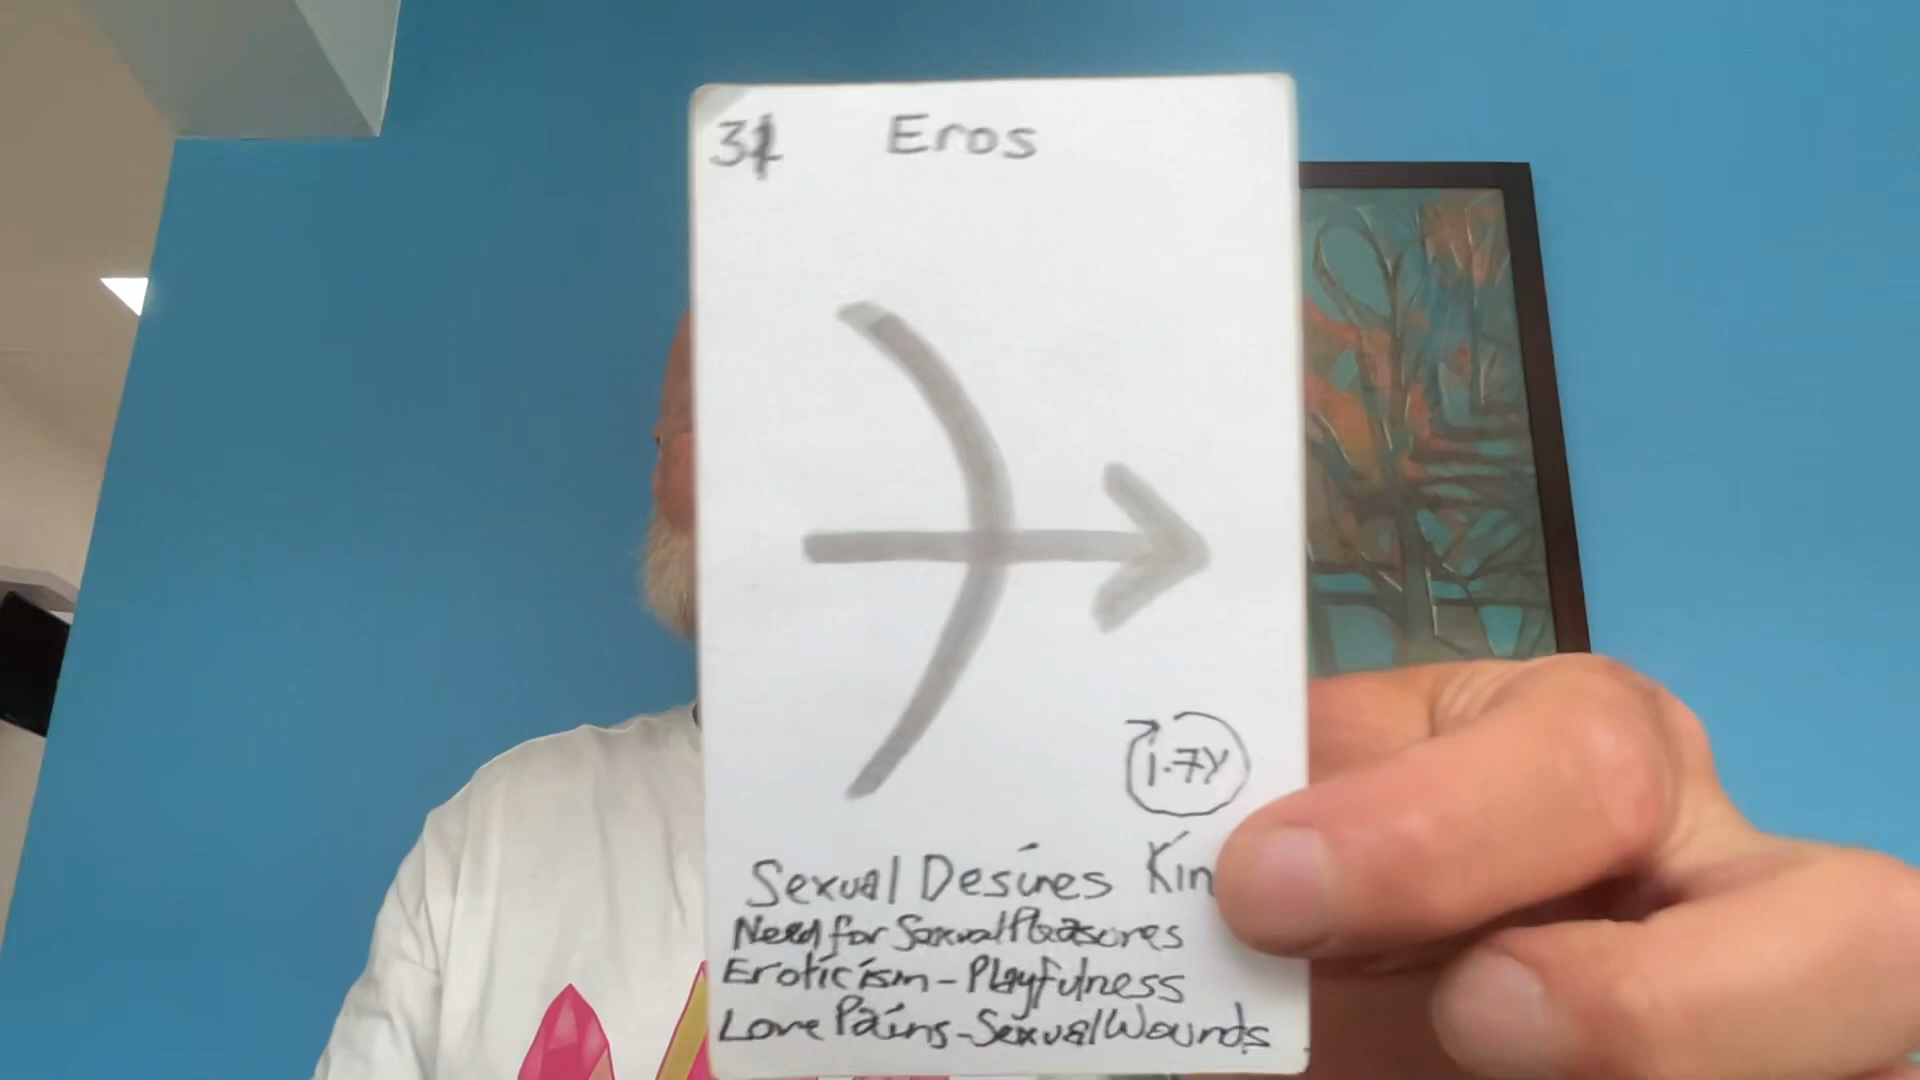 31 Eros
1.7y
Sexual Desires Kin
Need for Sexual Pleasures
Eroticism - Playfulness
Love Pains - Sexual Wounds